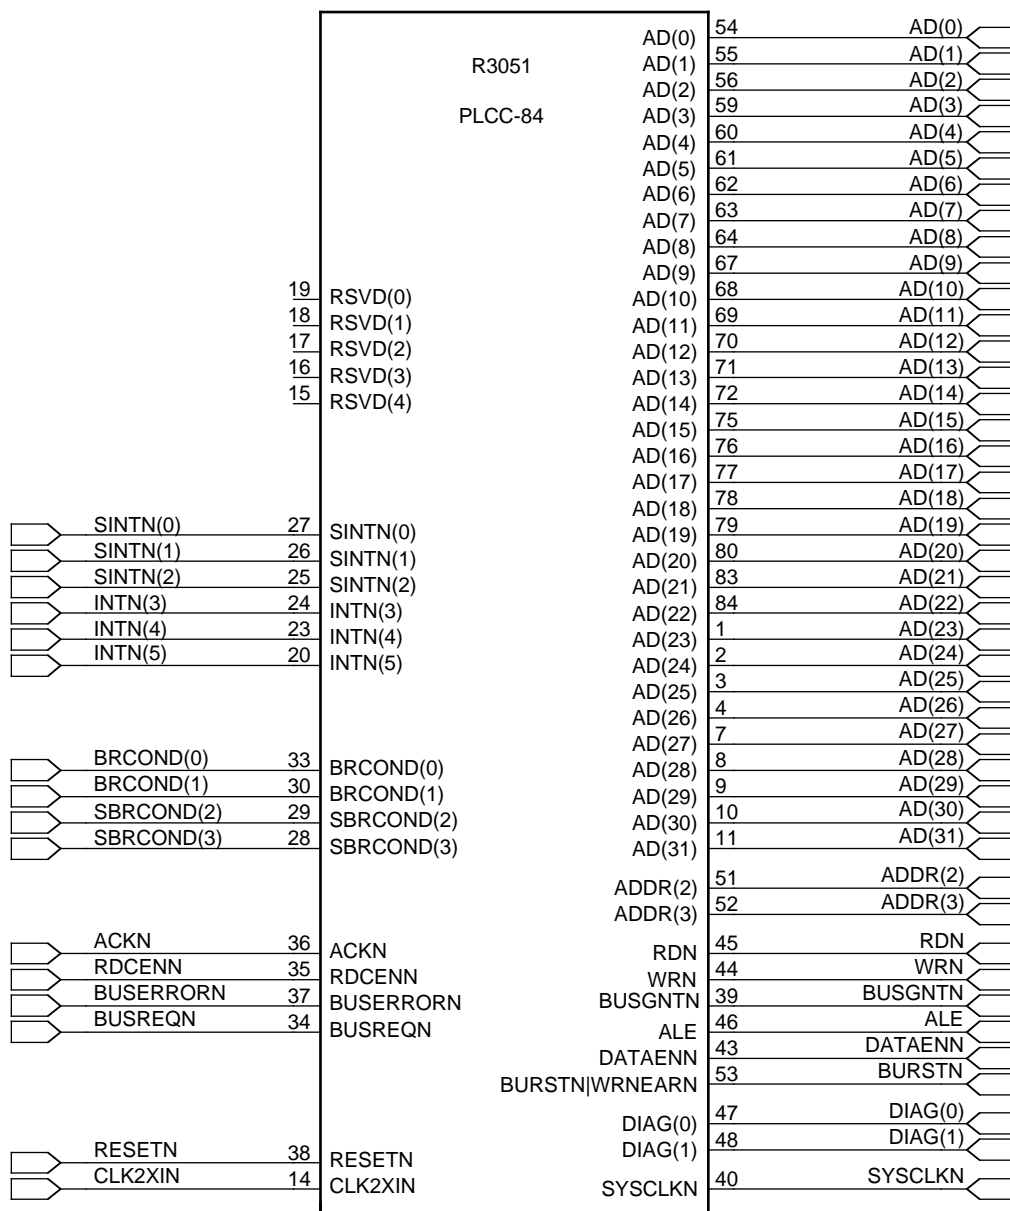 54 AD(0)
AD(0)
R3051 AD(1) 55 AD(1)
AD(2) 56 AD(2)
PLCC-84 AD(3) 59 AD(3)
AD(4) 60 AD(4)
AD(5) 61 AD(5)
AD(6) 62 AD(6)
AD(7) 63 AD(7)
AD(8) 64 AD(8)
AD(9) 67 AD(9)
19 RSVD(0) AD(10) 68 AD(10)
18 RSVD(1) AD(11) 69 AD(11)
17 RSVD(2) AD(12) 70 AD(12)
16 RSVD(3) AD(13) 71 AD(13)
15 RSVD(4) AD(14) 72 AD(14)
AD(15) 75 AD(15)
AD(16) 76 AD(16)
AD(17) 77 AD(17)
AD(18) 78 AD(18)
SINTN(0) 27 SINTN(0) AD(19) 79 AD(19)
SINTN(1) 26 SINTN(1) AD(20) 80 AD(20)
SINTN(2) 25 SINTN(2) AD(21) 83 AD(21)
INTN(3) 24 INTN(3) AD(22) 84 AD(22)
INTN(4) 23 INTN(4) AD(23) 1 AD(23)
INTN(5) 20 INTN(5) AD(24) 2 AD(24)
AD(25) 3 AD(25)
AD(26) 4 AD(26)
AD(27) 7 AD(27)
BRCOND(0) 33 BRCOND(0) AD(28) 8 AD(28)
BRCOND(1) 30 BRCOND(1) AD(29) 9 AD(29)
SBRCOND(2) 29 SBRCOND(2) AD(30) 10 AD(30)
SBRCOND(3) 28 SBRCOND(3) AD(31) 11 AD(31)
ADDR(2) 51 ADDR(2)
ADDR(3) 52 ADDR(3)
ACKN 36 ACKN RDN 45 RDN
RDCENN 35 RDCENN WRN 44 WRN
BUSERRORN 37 BUSERRORN BUSGNTN 39 BUSGNTN
BUSREQN 34 BUSREQN ALE 46 ALE
DATAENN 43 DATAENN
BURSTN|WRNEARN 53 BURSTN
DIAG(0) 47 DIAG(0)
DIAG(1) 48 DIAG(1)
RESETN 38 RESETN
CLK2XIN 14 CLK2XIN SYSCLKN 40 SYSCLKN